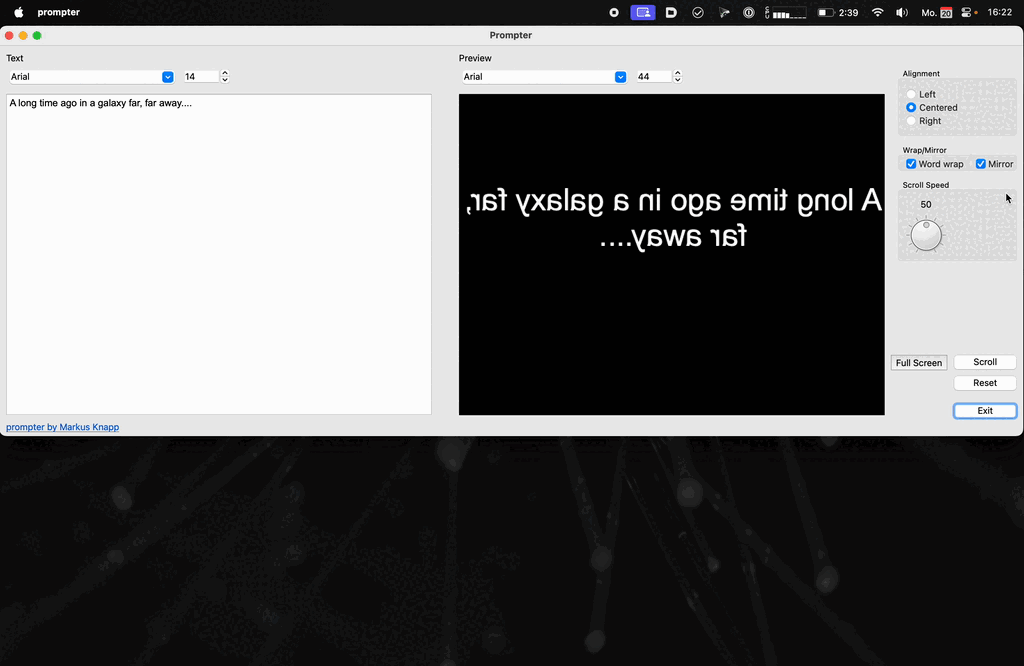 prompter
2:39
Mo. 20
16:22
Prompter
Text
Preview
Arial
14
Arial
44
A long time ago in a galaxy far, far away....
A long time ago in a galaxy far,
far away....
Alignment
Left
Centered
Right
Wrap/Mirror
Word wrap
Mirror
Scroll Speed
50
Full Screen
Scroll
Reset
Exit
prompter by Markus Knapp